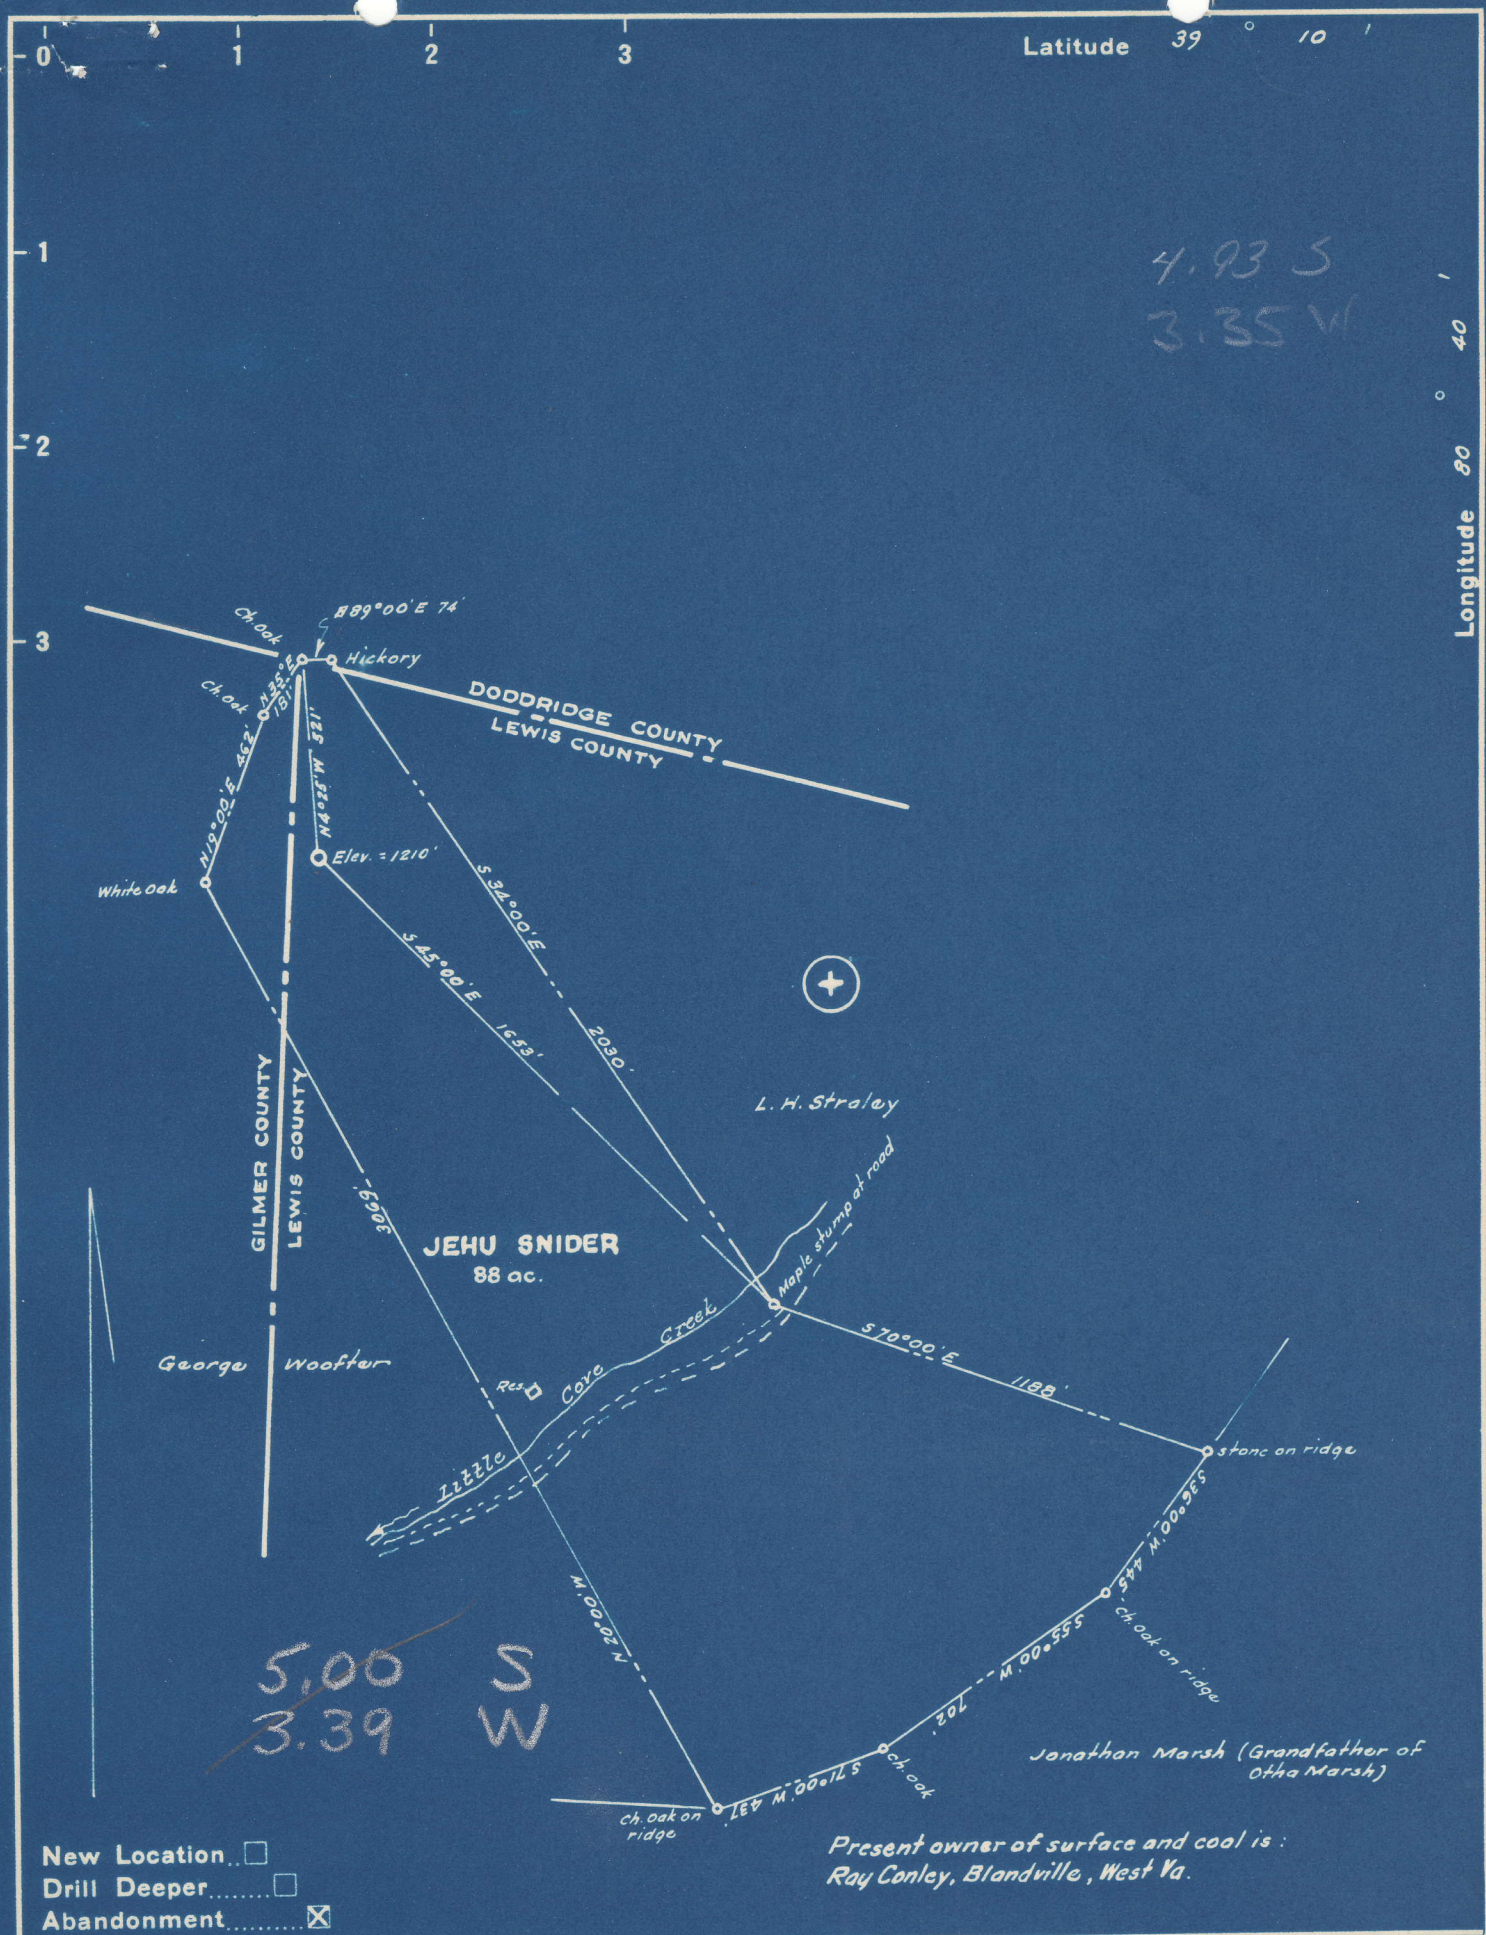 0 1 2 3 Latitude 39° 10'
1
2
3
4.93 S
3.35 W
Longitude 80° 40'
Ch. oak
89°00'E 74'
Hickory
Ch. oak
N35°E
181'
DODDRIDGE COUNTY
LEWIS COUNTY
N19°00'E 462'
N4°25'W 521'
Elev. = 1210'
White oak
S 34°00'E
2030'
S 45°00'E
1653'
L. H. Straley
GILMER COUNTY
LEWIS COUNTY
3069'
JEHU SNIDER
88 ac.
Maple stump at road
George Woofter
Res.
Little Cove Creek
S70°00'E
1188'
stone on ridge
S36°00'W 445'
ch. oak on ridge
N 20°00'W
S55°00'W
702'
5.00 S
3.39 W
ch. oak
S71°00'W 437'
ch. oak on
ridge
Jonathan Marsh (Grandfather of
Otha Marsh)
Present owner of surface and coal is:
Ray Conley, Blandville, West Va.
New Location..
Drill Deeper........
Abandonment..........